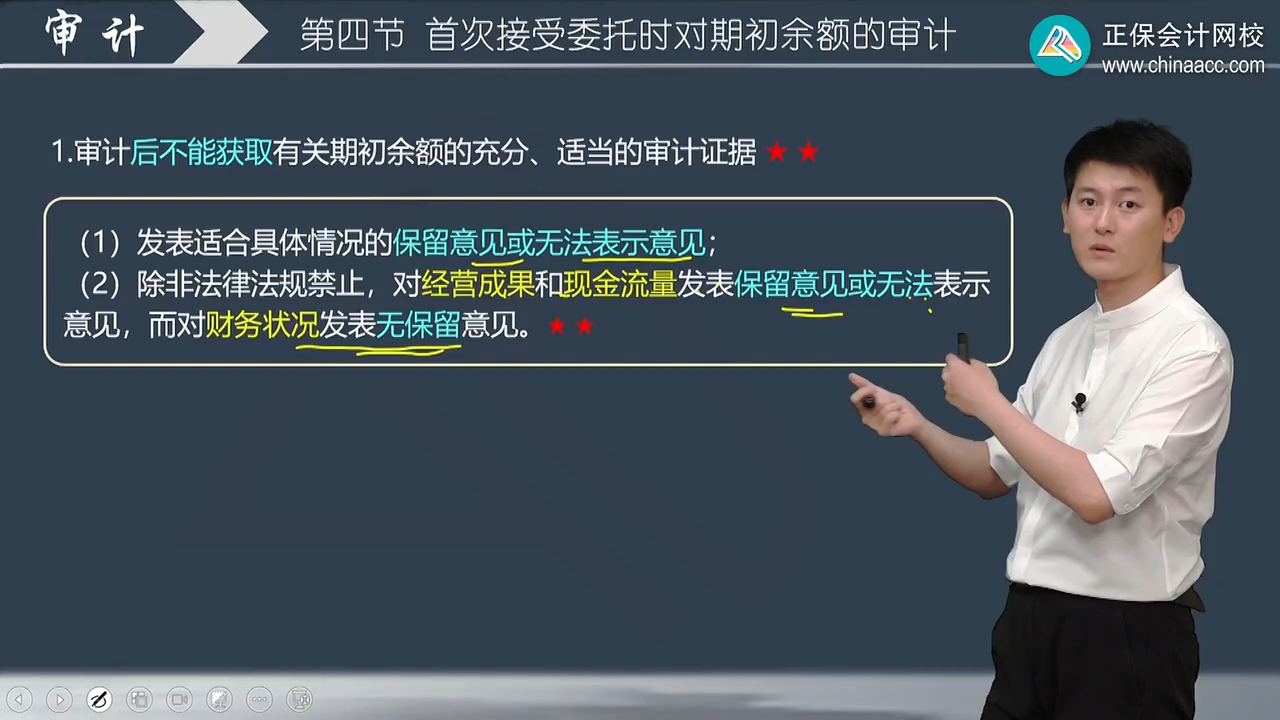 审计
第四节 首次接受委托时对期初余额的审计
正保会计网校
www.chinaacc.com
1.审计后不能获取有关期初余额的充分、适当的审计证据 ★ ★
（1）发表适合具体情况的保留意见或无法表示意见；
（2）除非法律法规禁止，对经营成果和现金流量发表保留意见或无法表示
意见，而对财务状况发表无保留意见。★ ★